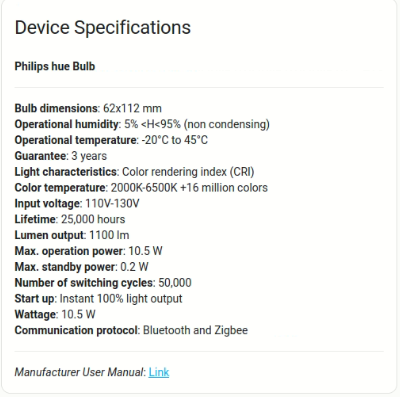 Device Specifications
Philips hue Bulb
Bulb dimensions: 62x112 mm
Operational humidity: 5% <H<95% (non condensing)
Operational temperature: -20°C to 45°C
Guarantee: 3 years
Light characteristics: Color rendering index (CRI)
Color temperature: 2000K-6500K +16 million colors
Input voltage: 110V-130V
Lifetime: 25,000 hours
Lumen output: 1100 lm
Max. operation power: 10.5 W
Max. standby power: 0.2 W
Number of switching cycles: 50,000
Start up: Instant 100% light output
Wattage: 10.5 W
Communication protocol: Bluetooth and Zigbee
Manufacturer User Manual: Link